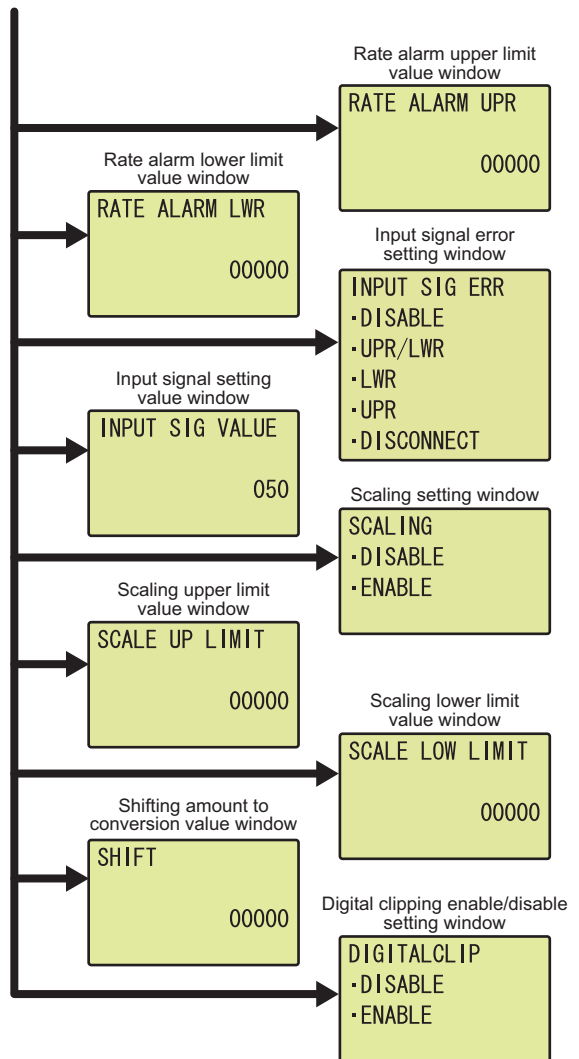 Rate alarm upper limit
value window
RATE ALARM UPR
00000
Rate alarm lower limit
value window
RATE ALARM LWR
00000
Input signal error
setting window
INPUT SIG ERR
･DISABLE
･UPR/LWR
･LWR
･UPR
･DISCONNECT
Input signal setting
value window
INPUT SIG VALUE
050
Scaling setting window
SCALING
･DISABLE
･ENABLE
Scaling upper limit
value window
SCALE UP LIMIT
00000
Scaling lower limit
value window
SCALE LOW LIMIT
00000
Shifting amount to
conversion value window
SHIFT
00000
Digital clipping enable/disable
setting window
DIGITALCLIP
･DISABLE
･ENABLE